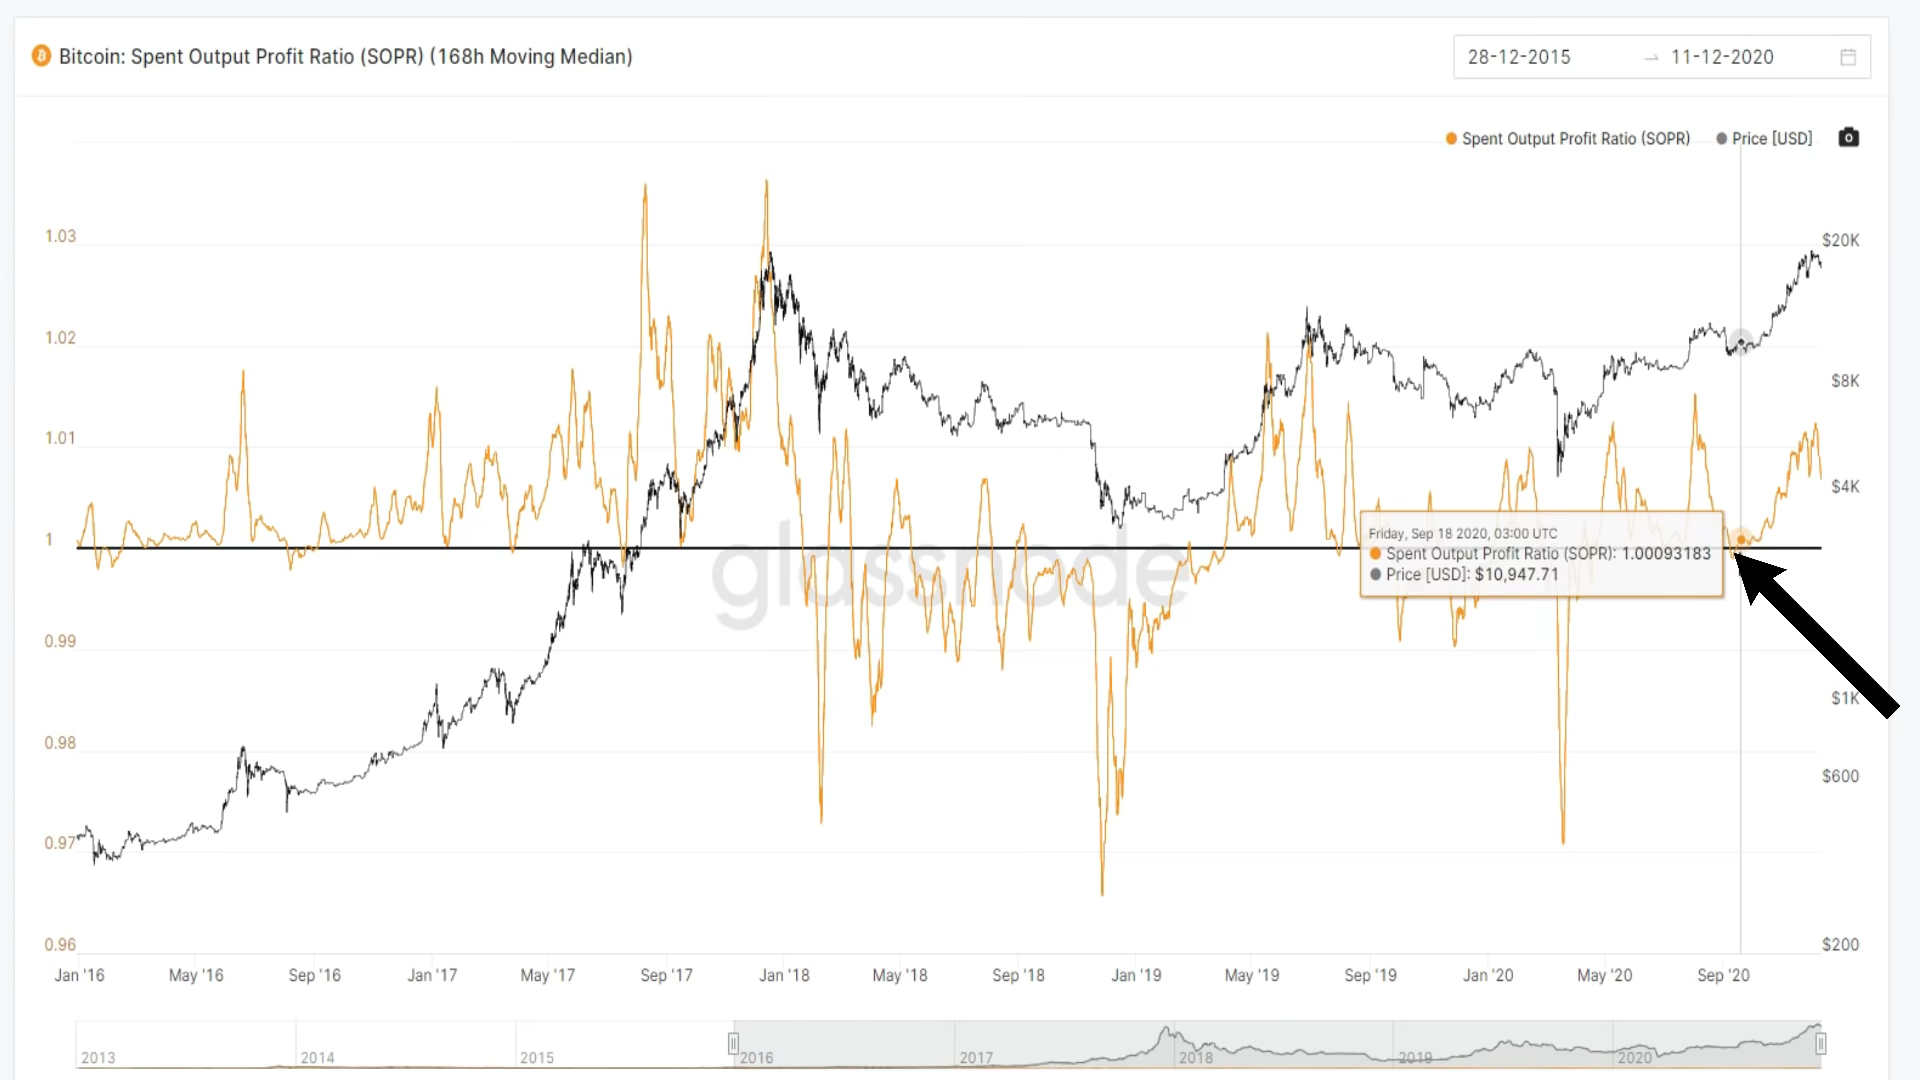 Bitcoin: Spent Output Profit Ratio (SOPR) (168h Moving Median)
28-12-2015 → 11-12-2020
Spent Output Profit Ratio (SOPR) Price [USD]
1.03
1.02
1.01
1
0.99
0.98
0.97
0.96
$20K
$8K
$4K
$1K
$600
$200
glassnode
Friday, Sep 18 2020, 03:00 UTC
Spent Output Profit Ratio (SOPR): 1.00093183
Price [USD]: $10,947.71
Jan '16 May '16 Sep '16 Jan '17 May '17 Sep '17 Jan '18 May '18 Sep '18 Jan '19 May '19 Sep '19 Jan '20 May '20 Sep '20
2013 2014 2015 2016 2017 2018 2019 2020